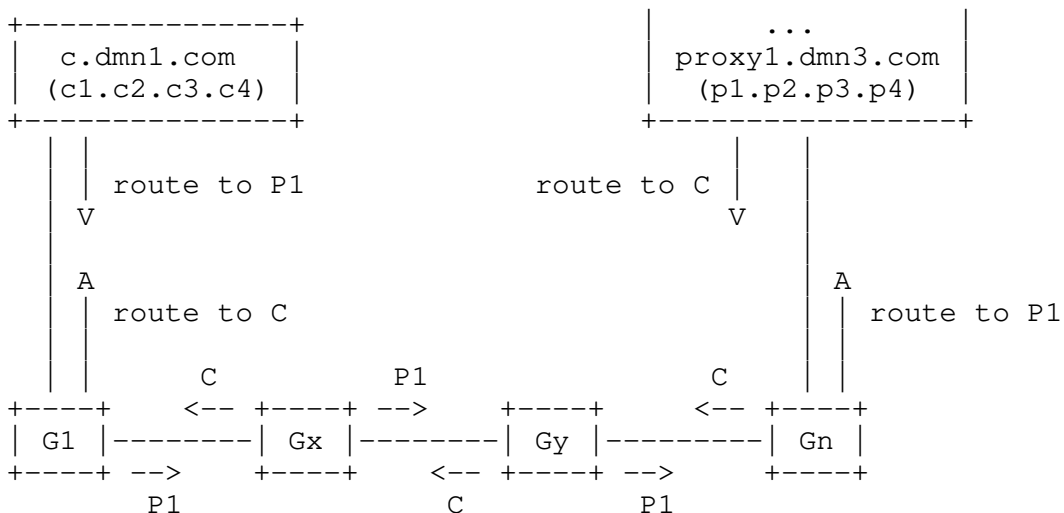 ...
c.dmn1.com proxy1.dmn3.com
(c1.c2.c3.c4) (p1.p2.p3.p4)
route to P1 route to C
V V
A A
route to C route to P1
C P1 C
<-- --> <--
G1 Gx Gy Gn
--> <-- -->
P1 C P1